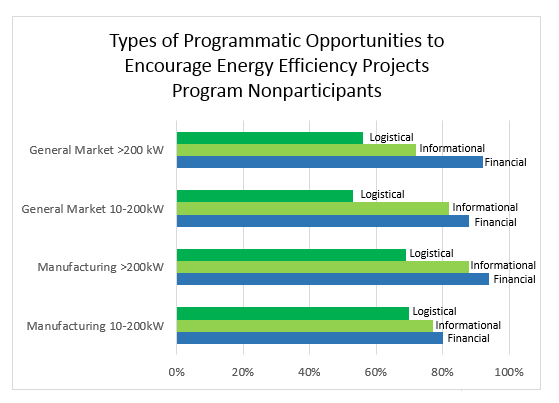 Types of Programmatic Opportunities to
Encourage Energy Efficiency Projects
Program Nonparticipants
Logistical
General Market >200 kW
Informational
Financial
Logistical
General Market 10-200kW
Informational
Financial
Logistical
Manufacturing >200kW
Informational
Financial
Logistical
Manufacturing 10-200kW
Informational
Financial
0% 20% 40% 60% 80% 100%